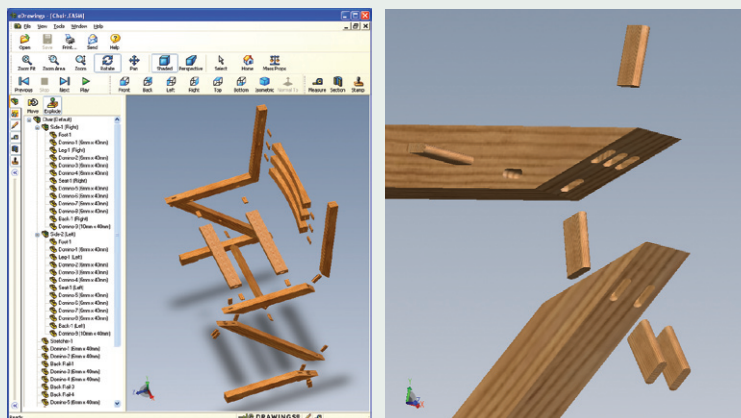 eDrawings - [Chair.EASM]
File View Tools Window Help
Open Save Print... Send Help
Zoom Fit Zoom Area Zoom Rotate Pan Shaded Perspective Select Home Mass Props
Previous Stop Next Play Front Back Left Right Top Bottom Isometric Normal To Measure Section Stamp
Move Explode
Chair (Default)
Side-1 (Right)
Foot-1
Domino-1 (6mm x 40mm)
Leg-1 (Right)
Domino-2 (6mm x 40mm)
Domino-3 (6mm x 40mm)
Domino-4 (6mm x 40mm)
Seat-1 (Right)
Domino-5 (6mm x 40mm)
Domino-6 (6mm x 40mm)
Domino-7 (6mm x 40mm)
Domino-8 (6mm x 40mm)
Back-1 (Right)
Domino-9 (10mm x 40mm)
Side-2 (Left)
Foot-1
Domino-1 (6mm x 40mm)
Leg-1 (Left)
Domino-2 (6mm x 40mm)
Domino-3 (6mm x 40mm)
Domino-4 (6mm x 40mm)
Seat-1 (Left)
Domino-5 (6mm x 40mm)
Domino-6 (6mm x 40mm)
Domino-7 (6mm x 40mm)
Domino-8 (6mm x 40mm)
Back-1 (Left)
Domino-9 (10mm x 40mm)
Stretcher-1
Domino-1 (6mm x 40mm)
Domino-2 (6mm x 40mm)
Back Rail-1
Domino-3 (6mm x 40mm)
Domino-4 (6mm x 40mm)
Back Rail-3
Back Rail-4
Back Rail-2
Domino-5 (6mm x 40mm)
DRAWINGS